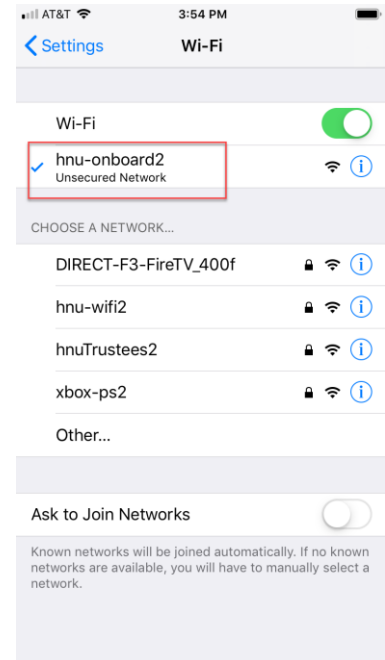 AT&T 3:54 PM
Settings Wi-Fi
Wi-Fi
hnu-onboard2
Unsecured Network
CHOOSE A NETWORK...
DIRECT-F3-FireTV_400f
hnu-wifi2
hnuTrustees2
xbox-ps2
Other...
Ask to Join Networks
Known networks will be joined automatically. If no known
networks are available, you will have to manually select a
network.